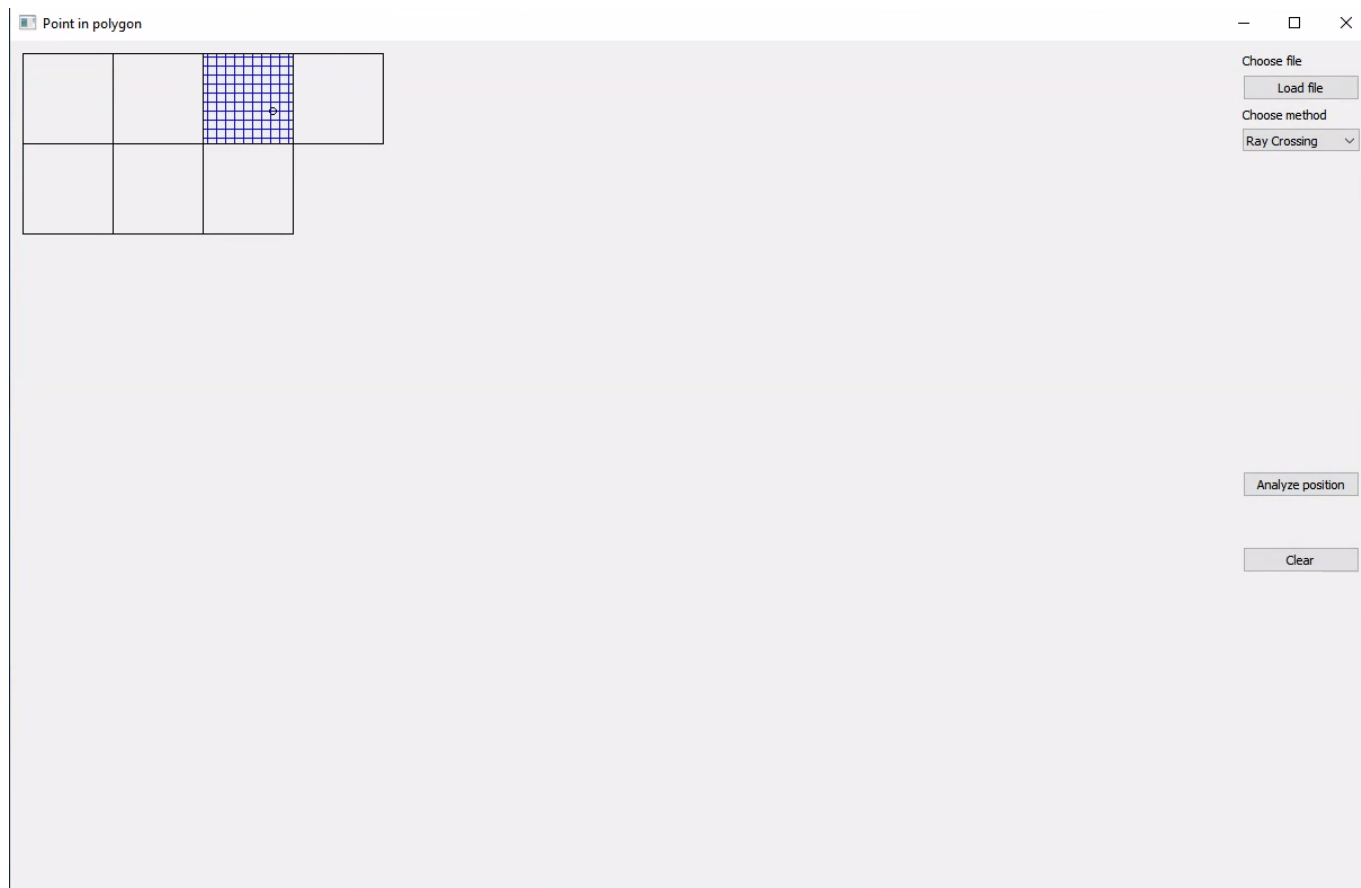 Point in polygon
Choose file
Load file
Choose method
Ray Crossing
Analyze position
Clear